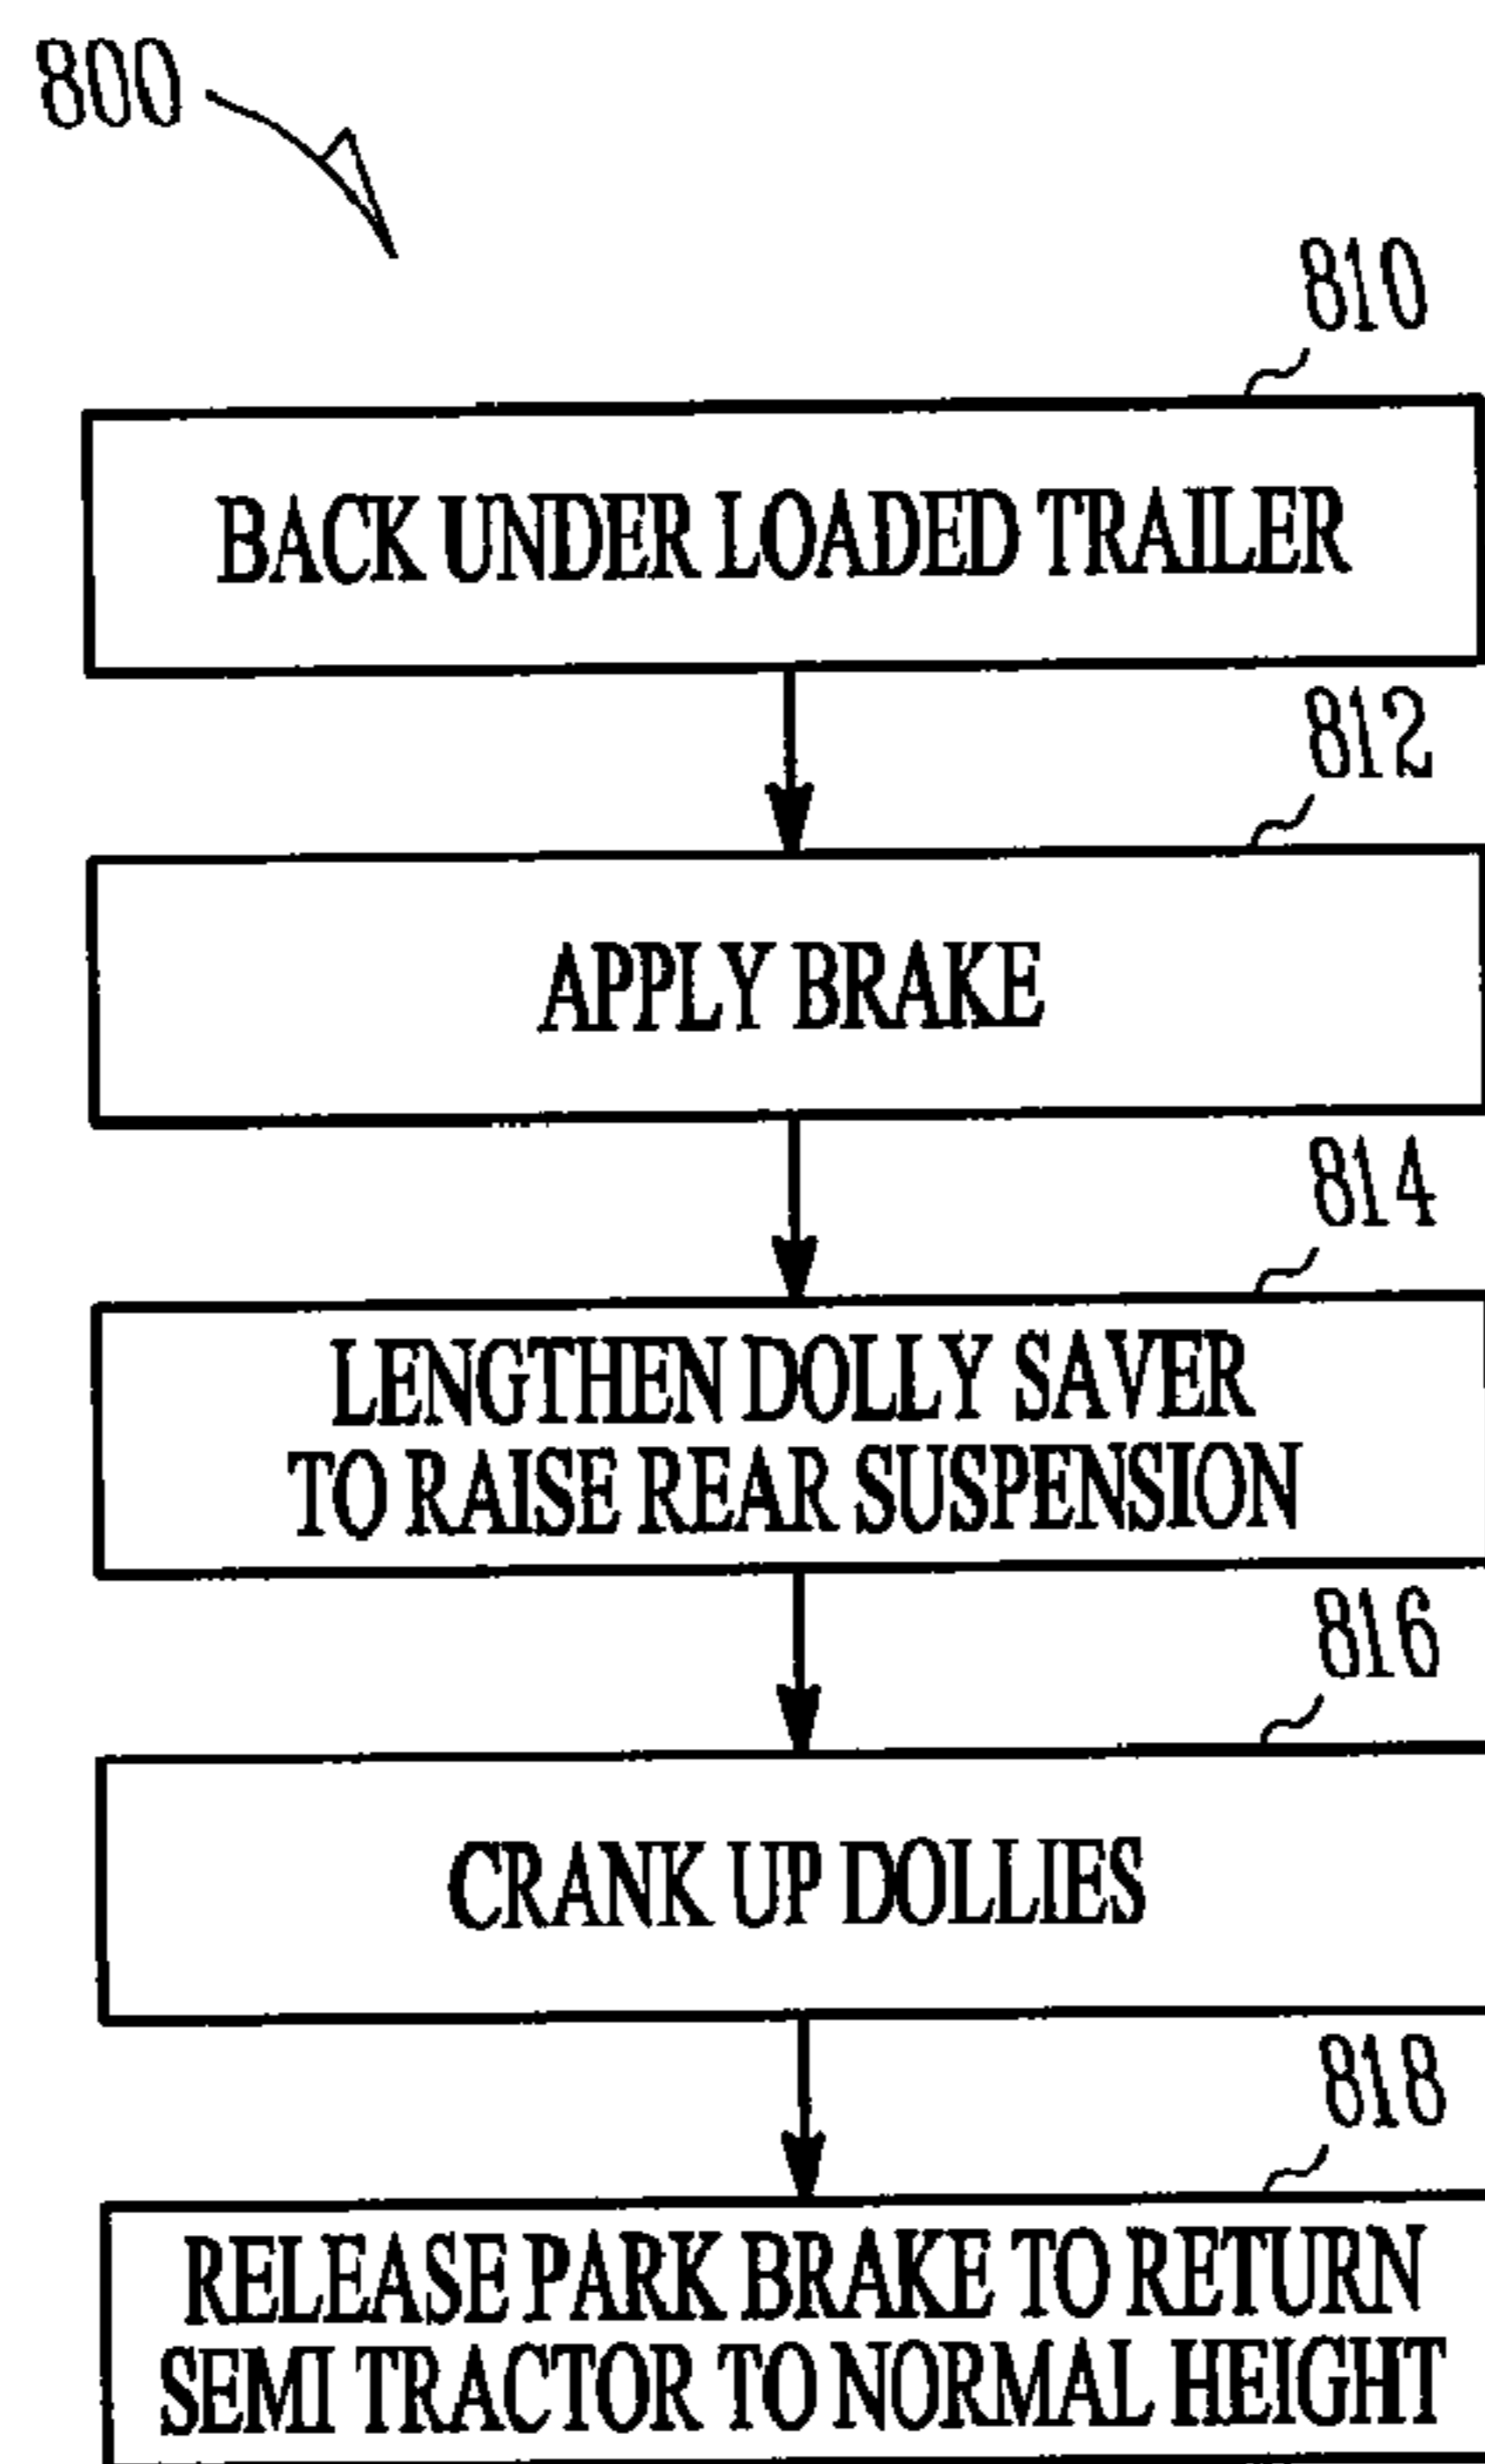 800
810
BACK UNDER LOADED TRAILER
812
APPLY BRAKE
814
LENGTHEN DOLLY SAVER
TO RAISE REAR SUSPENSION
816
CRANK UP DOLLIES
818
RELEASE PARK BRAKE TO RETURN
SEMI TRACTOR TO NORMAL HEIGHT